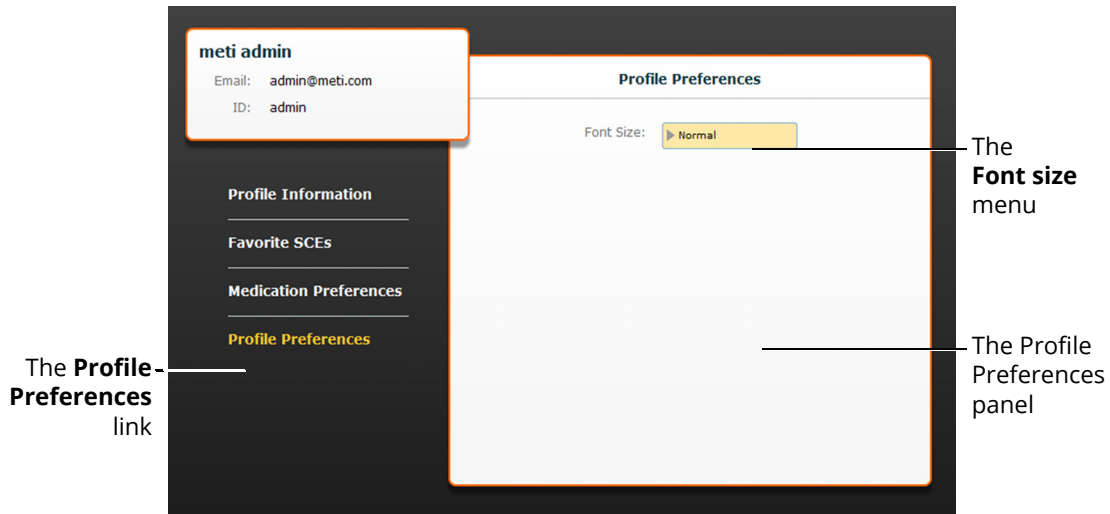 meti admin
Email: admin@meti.com
ID: admin
Profile Preferences
Font Size: Normal
Profile Information
Favorite SCEs
Medication Preferences
Profile Preferences
The
Font size
menu
The Profile
Preferences
panel
The Profile
Preferences
link